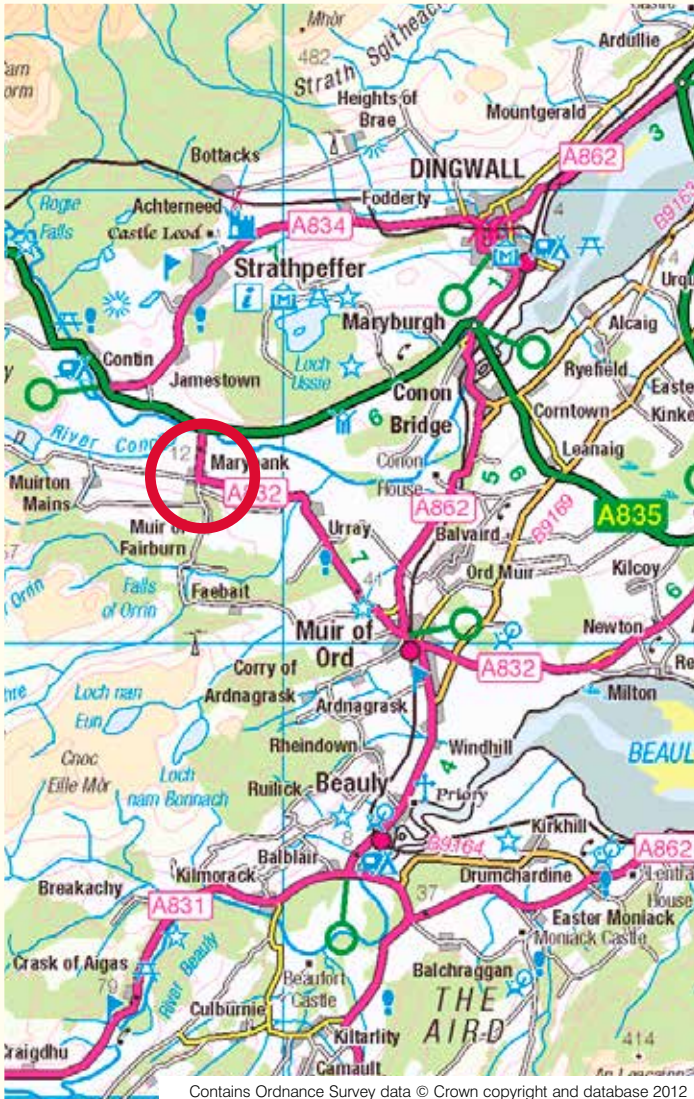 Mhòr
482
Strath Sgitheach
Ardullie
Heights of
Brae
Mountgerald
3
Bottacks
DINGWALL
A862
Rogie
Falls
Achterneed
Fodderty
4
Castle Leod
A834
Strathpeffer
i
M
M
1
Maryburgh
Alcaig
Contin
Jamestown
Loch
Ussie
Ryefield
Conon
Bridge
6
Corntown
Leanaig
River
12
Marybank
Conon
House
5
9
Muirton
Mains
A832
A862
B9169
A835
Muir of
Fairburn
Urray
Balvaird
7
Ord Muir
Kilcoy
41
6
Falls
of Orrin
Faebait
Muir of
Ord
Newton
A832
Corry of
Ardnagrask
Milton
Loch nan
Eun
Ardnagrask
Rheindown
Windhill
Cnoc
Eille Mòr
Loch
nam Bonnach
4
Ruilick
Beauly
Priory
8
Kirkhill
B9164
A862
Balblair
Kilmorack
Drumchardine
Breakachy
37
House
A831
Easter Moniack
Moniack Castle
Crask of Aigas
Balchraggan
79
River Beauly
Beaufort
Castle
THE
AIRD
Culburnie
Kiltarlity
414
Camault
Contains Ordnance Survey data © Crown copyright and database 2012